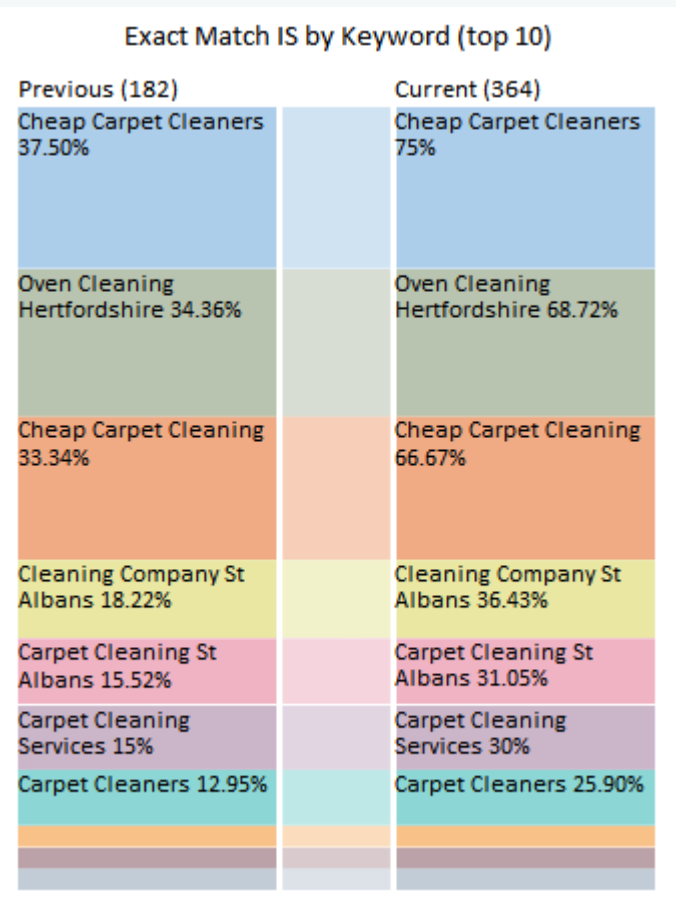 Exact Match IS by Keyword (top 10)
Previous (182)
Current (364)
Cheap Carpet Cleaners
37.50%
Cheap Carpet Cleaners
75%
Oven Cleaning
Hertfordshire 34.36%
Oven Cleaning
Hertfordshire 68.72%
Cheap Carpet Cleaning
33.34%
Cheap Carpet Cleaning
66.67%
Cleaning Company St
Albans 18.22%
Cleaning Company St
Albans 36.43%
Carpet Cleaning St
Albans 15.52%
Carpet Cleaning St
Albans 31.05%
Carpet Cleaning
Services 15%
Carpet Cleaning
Services 30%
Carpet Cleaners 12.95%
Carpet Cleaners 25.90%